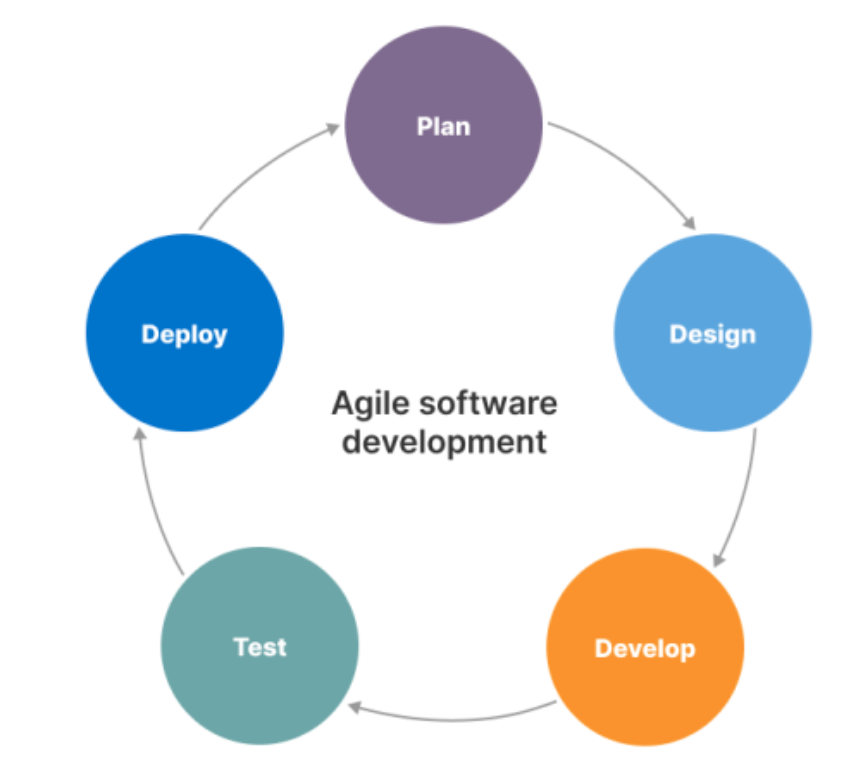 Plan
Design
Develop
Test
Deploy
Agile software
development